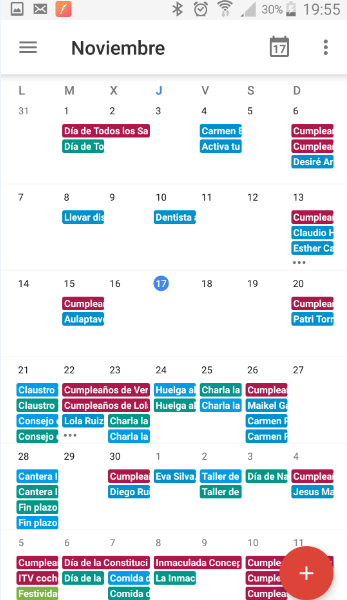 30% 19:55
Noviembre 17
L M X J V S D
31 1 2 3 4 5 6
Día de Todos los Sa Carmen E Cumplea
Día de To Activa tu Cumplea
Desiré Ar
7 8 9 10 11 12 13
Llevar dis Dentista Cumplea
Claudio H
Esther Ca
14 15 16 17 18 19 20
Cumplea Cumplea
Aulaptav Patri Torr
21 22 23 24 25 26 27
Claustro Cumpleaños de Ver Huelga al Charla la Cumplea
Claustro Cumpleaños de Lola Huelga al Charla la Maikel Ga
Consejo Lola Ruiz Charla la Carmen F
Consejo Charla la Carmen F
28 29 30 1 2 3 4
Cantera I Cumplea Eva Silva Taller de Día de Na Cumplea
Cantera I Diego Ru Taller de Jesus Ma
Fin plazo
Fin plazo
5 6 7 8 9 10 11
Cumplea Día de la Constituci Inmaculada Concep Cumple Cumplea
ITV coch Día de la Comida d La Inmac Cumple
Festivida Comida d Cumple